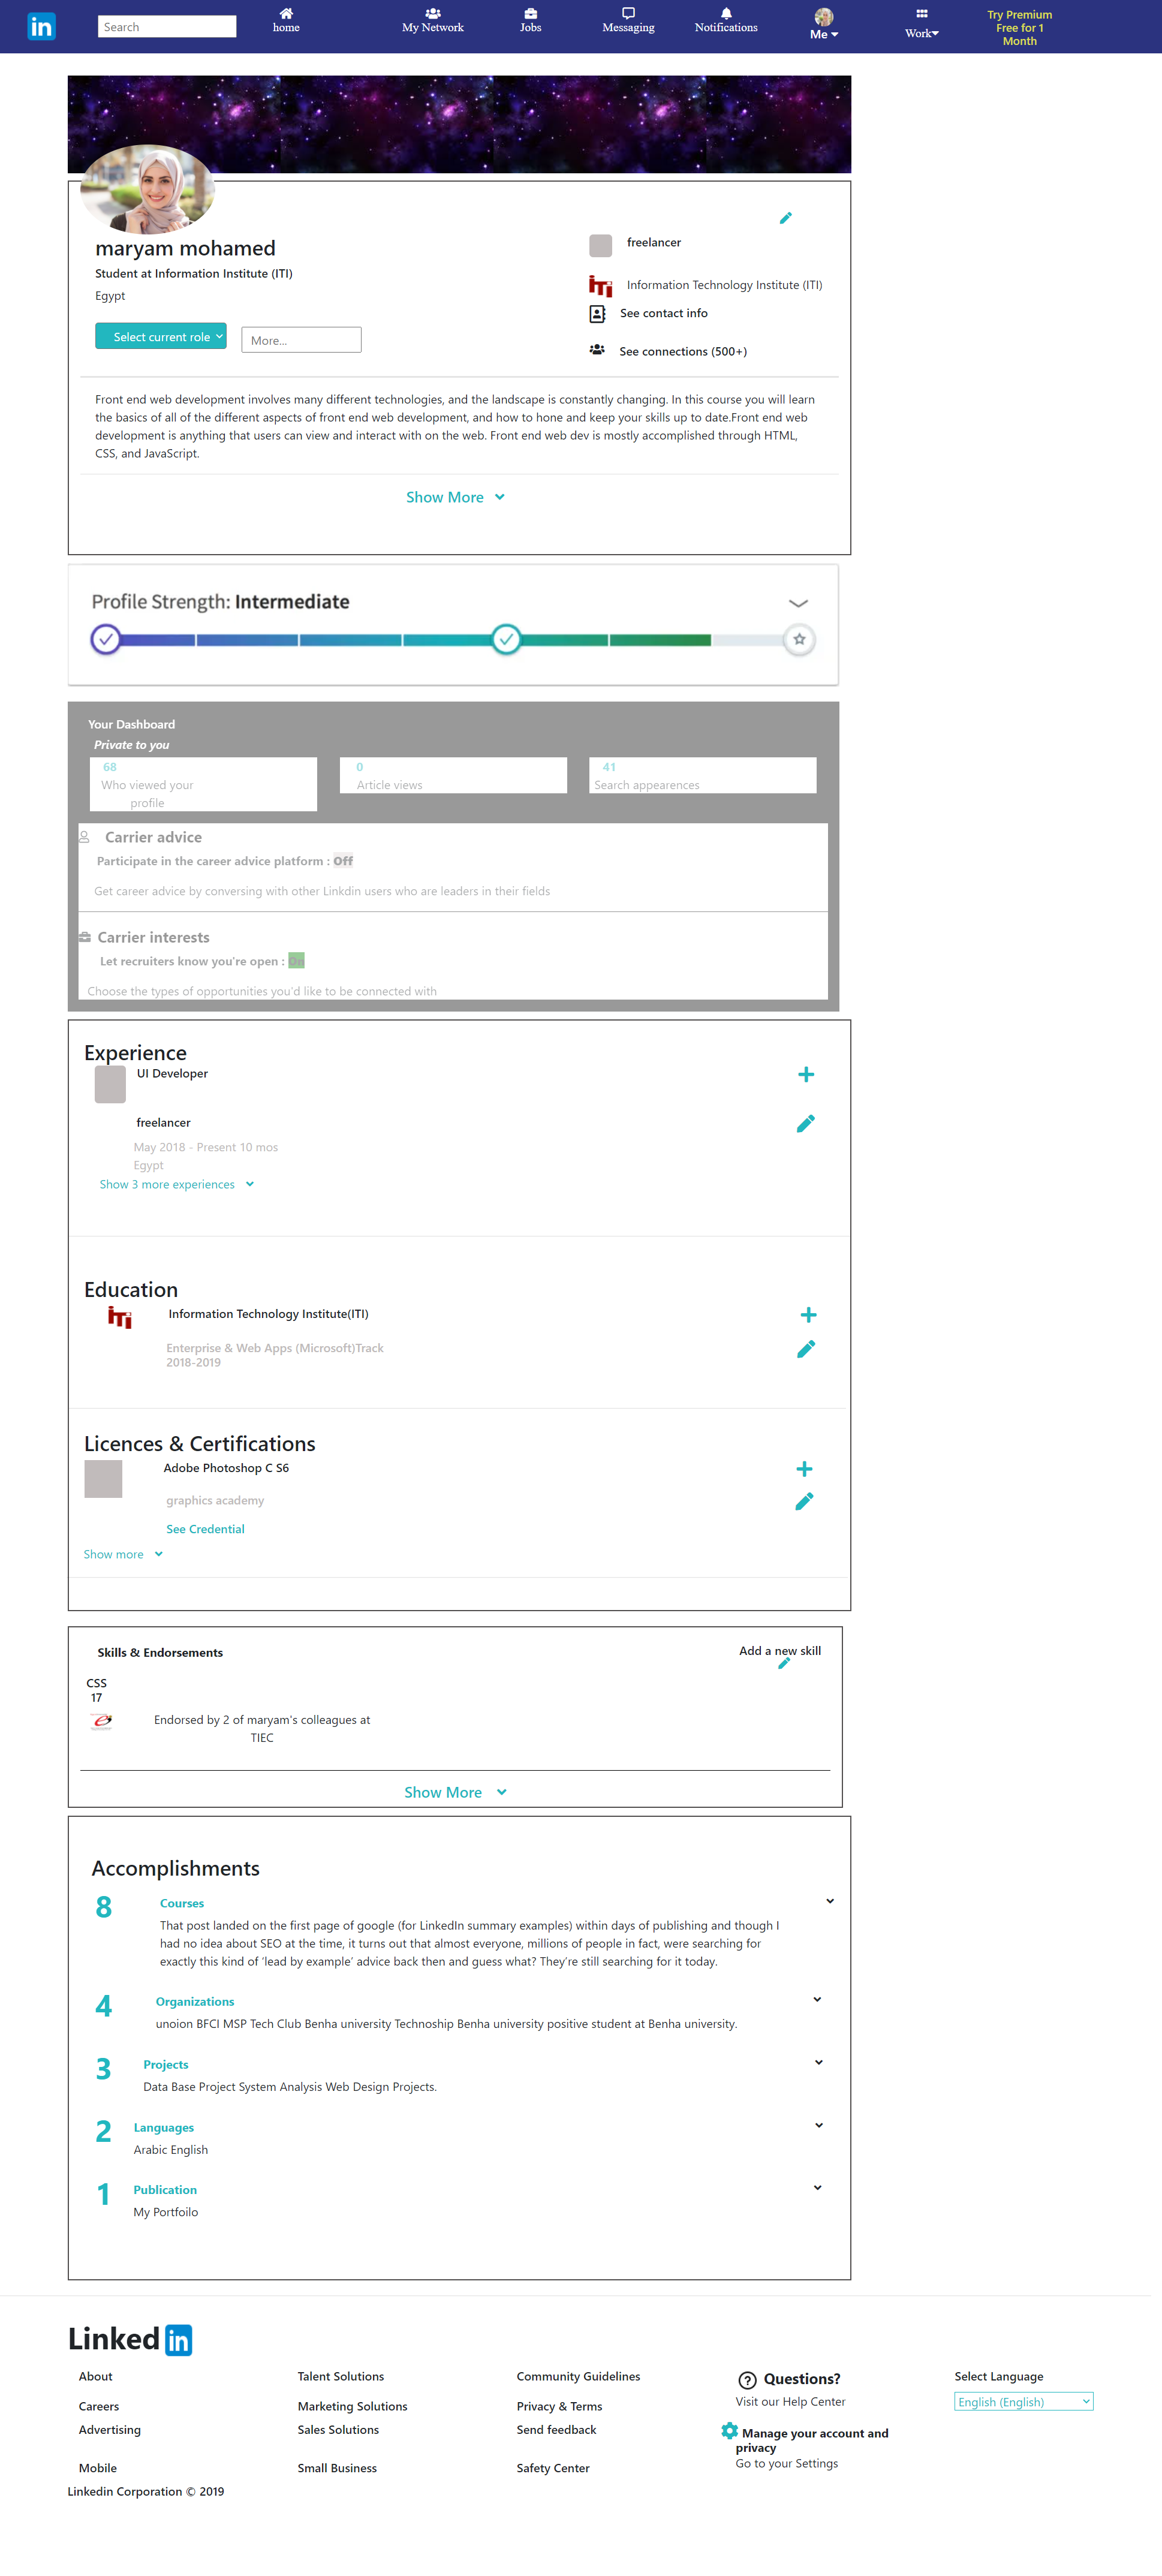 in
Search
home
My Network
Jobs
Messaging
Notifications
Me
Work
Try Premium
Free for 1
Month
maryam mohamed
Student at Information Institute (ITI)
Egypt
Select current role
More...
freelancer
iTi
Information Technology Institute (ITI)
See contact info
See connections (500+)
Front end web development involves many different technologies, and the landscape is constantly changing. In this course you will learn
the basics of all of the different aspects of front end web development, and how to hone and keep your skills up to date.Front end web
development is anything that users can view and interact with on the web. Front end web dev is mostly accomplished through HTML,
CSS, and JavaScript.
Show More
Profile Strength: Intermediate
Your Dashboard
Private to you
68
Who viewed your
profile
0
Article views
41
Search appearences
Carrier advice
Participate in the career advice platform : Off
Get career advice by conversing with other Linkdin users who are leaders in their fields
Carrier interests
Let recruiters know you're open : On
Choose the types of opportunities you'd like to be connected with
Experience
UI Developer
freelancer
May 2018 - Present 10 mos
Egypt
Show 3 more experiences
Education
iTi
Information Technology Institute(ITI)
Enterprise & Web Apps (Microsoft)Track
2018-2019
Licences & Certifications
Adobe Photoshop C S6
graphics academy
See Credential
Show more
Skills & Endorsements
Add a new skill
CSS
17
Endorsed by 2 of maryam's colleagues at
TIEC
Show More
Accomplishments
8
Courses
That post landed on the first page of google (for LinkedIn summary examples) within days of publishing and though I
had no idea about SEO at the time, it turns out that almost everyone, millions of people in fact, were searching for
exactly this kind of ‘lead by example’ advice back then and guess what? They’re still searching for it today.
4
Organizations
unoion BFCI MSP Tech Club Benha university Technoship Benha university positive student at Benha university.
3
Projects
Data Base Project System Analysis Web Design Projects.
2
Languages
Arabic English
1
Publication
My Portfoilo
Linked in
About
Talent Solutions
Community Guidelines
Questions?
Select Language
Careers
Marketing Solutions
Privacy & Terms
Visit our Help Center
English (English)
Advertising
Sales Solutions
Send feedback
Manage your account and
privacy
Go to your Settings
Mobile
Small Business
Safety Center
Linkedin Corporation © 2019